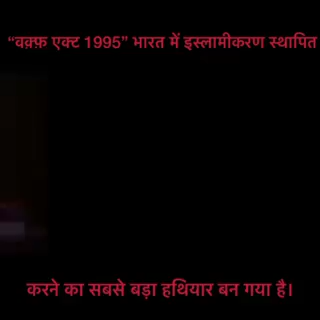 “वक़्फ़ एक्ट 1995" भारत में इस्लामीकरण स्थापित
करने का सबसे बड़ा हथियार बन गया है।